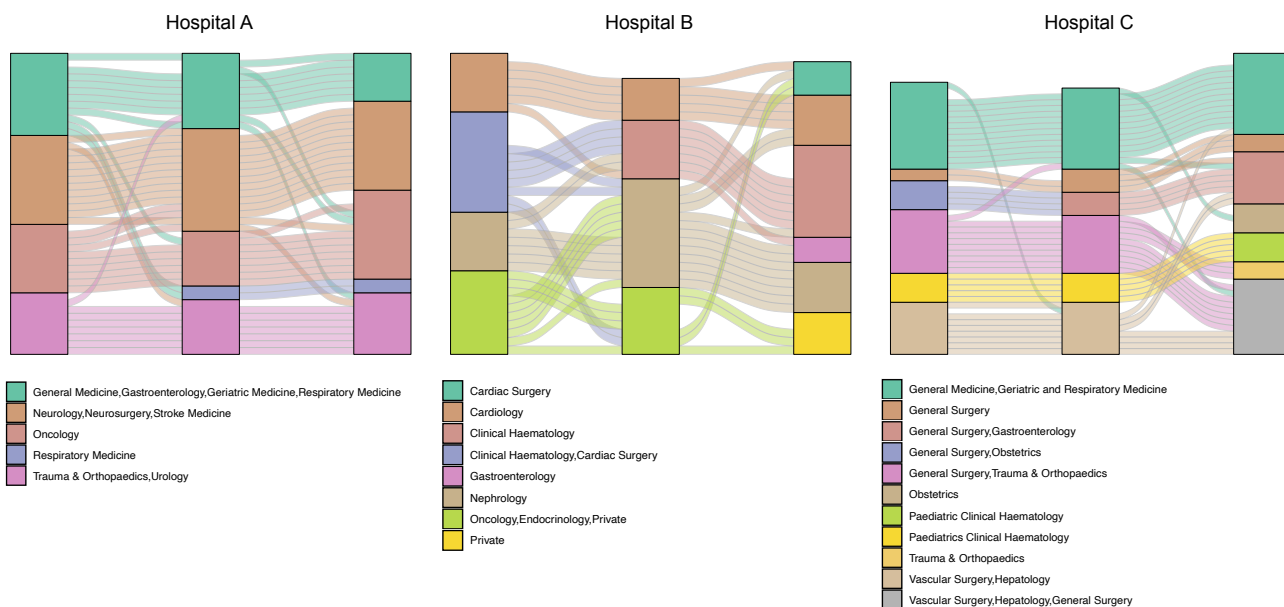 Hospital A
Hospital B
Hospital C
General Medicine,Gastroenterology,Geriatric Medicine,Respiratory Medicine
Neurology,Neurosurgery,Stroke Medicine
Oncology
Respiratory Medicine
Trauma & Orthopaedics,Urology
Cardiac Surgery
Cardiology
Clinical Haematology
Clinical Haematology,Cardiac Surgery
Gastroenterology
Nephrology
Oncology,Endocrinology,Private
Private
General Medicine,Geriatric and Respiratory Medicine
General Surgery
General Surgery,Gastroenterology
General Surgery,Obstetrics
General Surgery,Trauma & Orthopaedics
Obstetrics
Paediatric Clinical Haematology
Paediatrics Clinical Haematology
Trauma & Orthopaedics
Vascular Surgery,Hepatology
Vascular Surgery,Hepatology,General Surgery